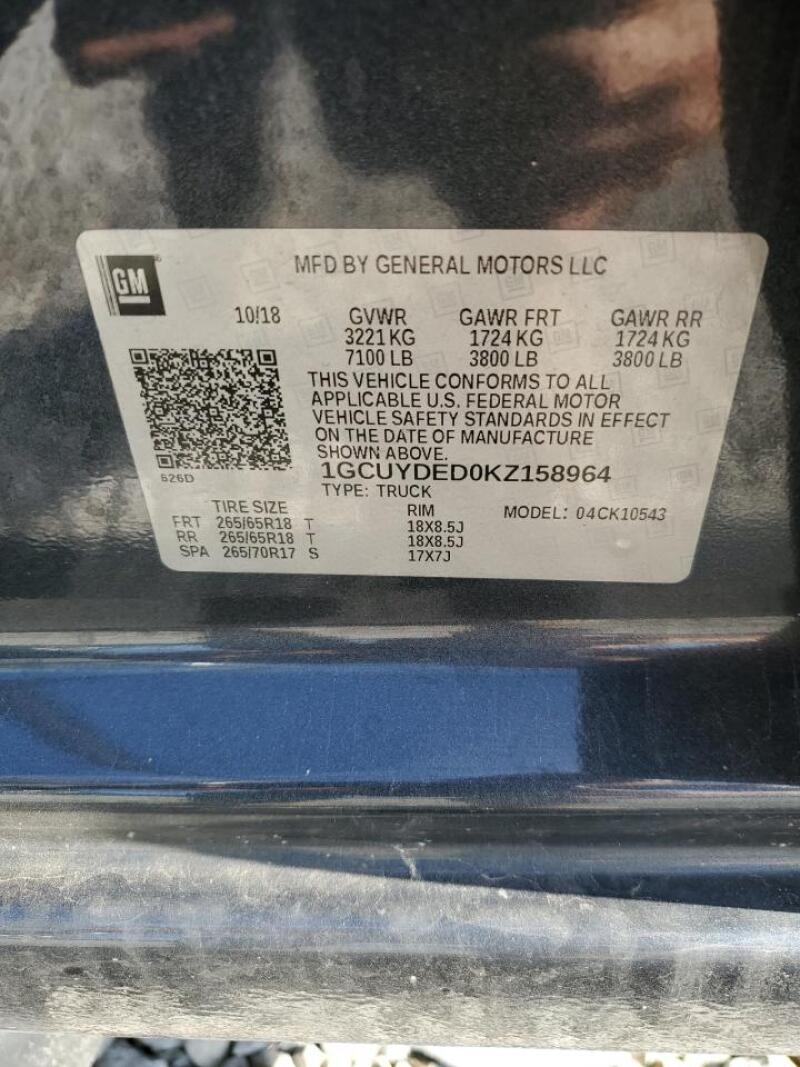 GM
MFD BY GENERAL MOTORS LLC
10/18 GVWR GAWR FRT GAWR RR
3221 KG 1724 KG 1724 KG
7100 LB 3800 LB 3800 LB
THIS VEHICLE CONFORMS TO ALL
APPLICABLE U.S. FEDERAL MOTOR
VEHICLE SAFETY STANDARDS IN EFFECT
ON THE DATE OF MANUFACTURE
SHOWN ABOVE.
626D 1GCUYDED0KZ158964
TYPE: TRUCK
TIRE SIZE RIM MODEL: 04CK10543
FRT 265/65R18 T 18X8.5J
RR 265/65R18 T 18X8.5J
SPA 265/70R17 S 17X7J